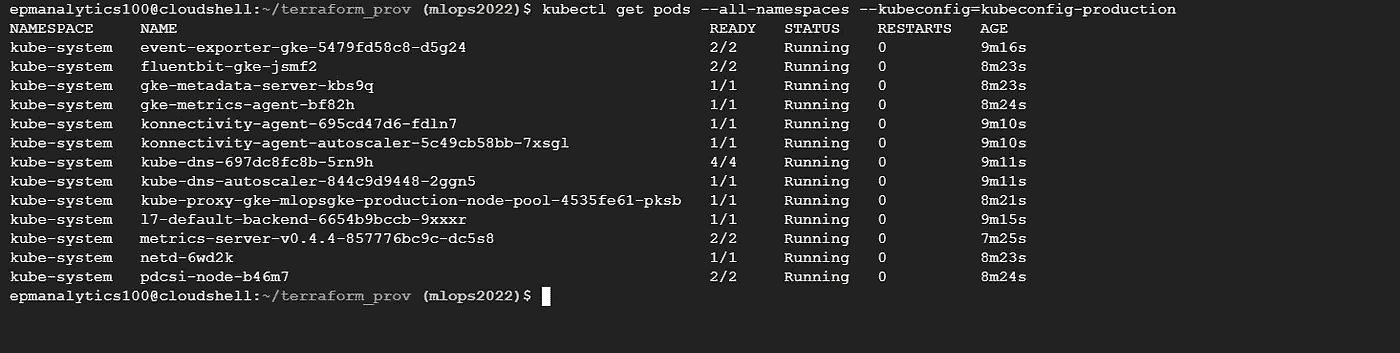 epmanalytics100@cloudshell:~/terraform_prov (mlops2022)$ kubectl get pods --all-namespaces --kubeconfig=kubeconfig-production
NAMESPACE NAME READY STATUS RESTARTS AGE
kube-system event-exporter-gke-5479fd58c8-d5g24 2/2 Running 0 9m16s
kube-system fluentbit-gke-jsmf2 2/2 Running 0 8m23s
kube-system gke-metadata-server-kbs9q 1/1 Running 0 8m23s
kube-system gke-metrics-agent-bf82h 1/1 Running 0 8m24s
kube-system konnectivity-agent-695cd47d6-fdln7 1/1 Running 0 9m10s
kube-system konnectivity-agent-autoscaler-5c49cb58bb-7xsgl 1/1 Running 0 9m10s
kube-system kube-dns-697dc8fc8b-5rn9h 4/4 Running 0 9m11s
kube-system kube-dns-autoscaler-844c9d9448-2ggn5 1/1 Running 0 9m11s
kube-system kube-proxy-gke-mlopsgke-production-node-pool-4535fe61-pksb 1/1 Running 0 8m21s
kube-system l7-default-backend-6654b9bccb-9xxxr 1/1 Running 0 9m15s
kube-system metrics-server-v0.4.4-857776bc9c-dc5s8 2/2 Running 0 7m25s
kube-system netd-6wd2k 1/1 Running 0 8m23s
kube-system pdcsi-node-b46m7 2/2 Running 0 8m24s
epmanalytics100@cloudshell:~/terraform_prov (mlops2022)$